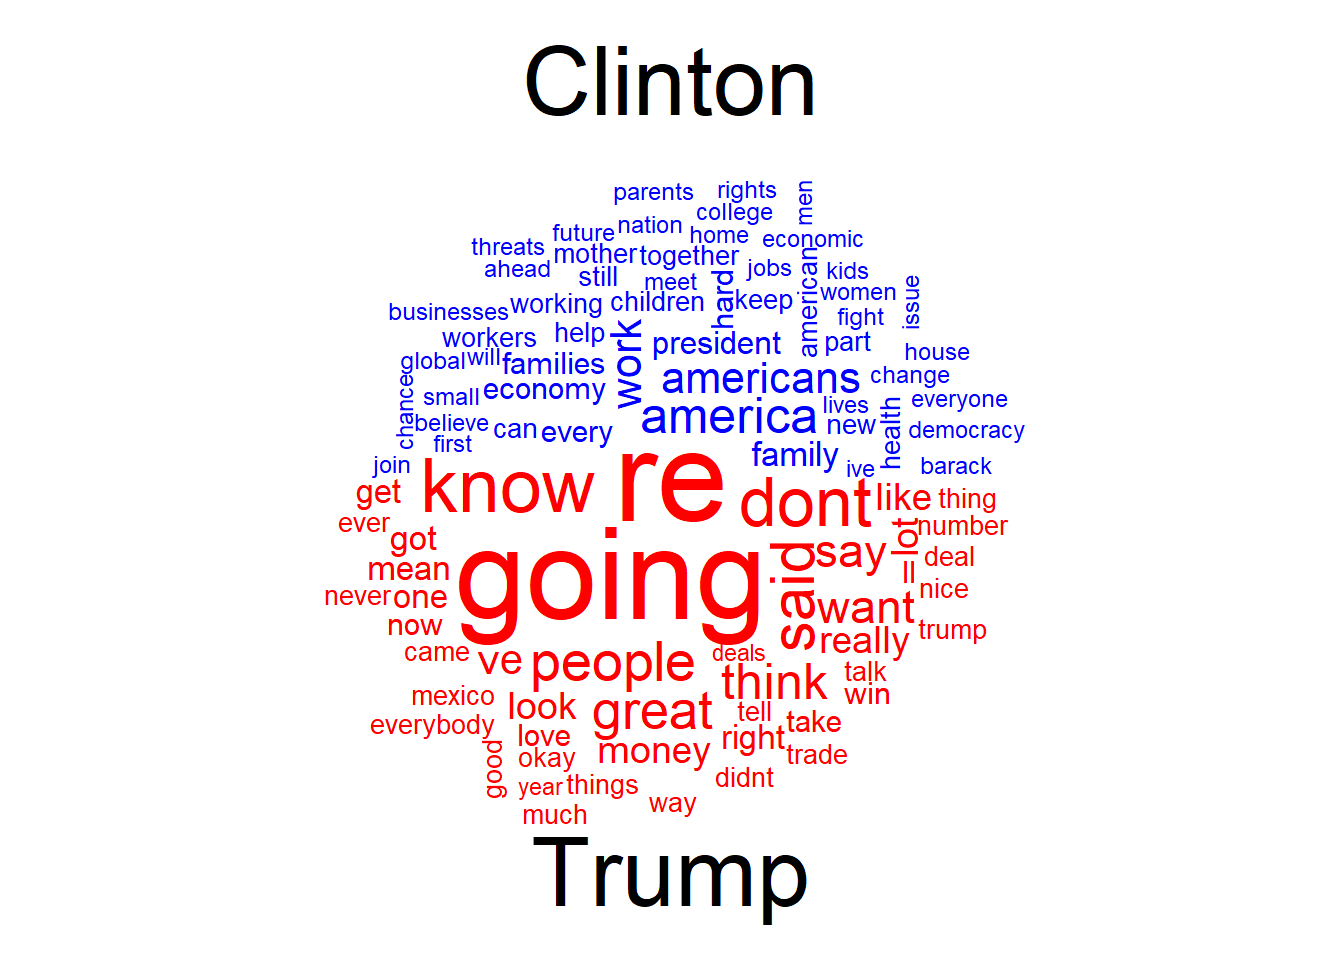 Clinton
parents rights men
college
future nation home economic
threats mother together
ahead still meet hard jobs american kids
businesses working children keep women issue
workers help work president fight part
global will families americans house
chance small economy america lives change everyone
believe can every new health democracy
first family
join know re ive barack
get dont like thing
ever got said say lot number
mean going ll deal
never one want nice
now really trump
came ve people deals think talk
mexico look great tell win
everybody love money right take
good okay trade
year things didnt
much way
Trump